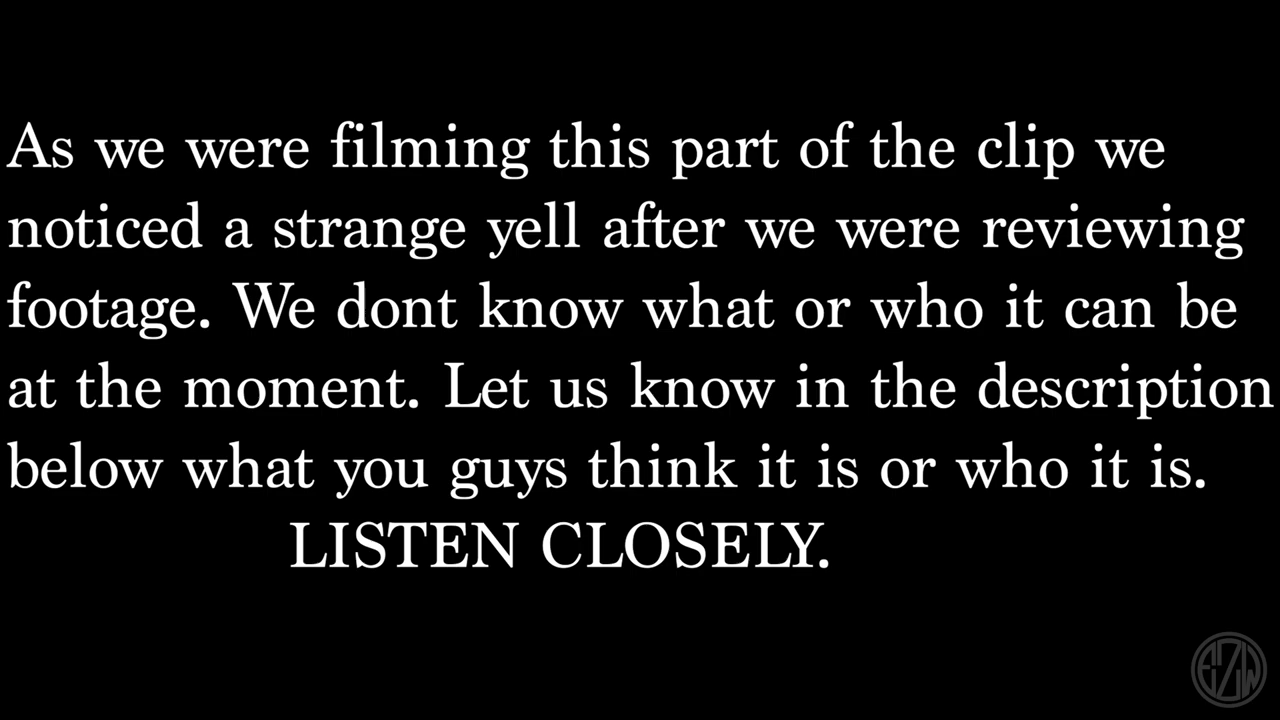 As we were filming this part of the clip we
noticed a strange yell after we were reviewing
footage. We dont know what or who it can be
at the moment. Let us know in the description
below what you guys think it is or who it is.
LISTEN CLOSELY.